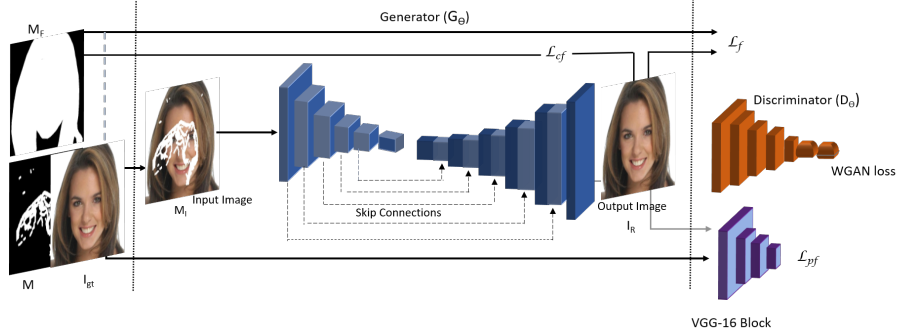 Generator (G_Θ)
M_F
ℒ_cf
ℒ_f
Discriminator (D_Θ)
WGAN loss
M_I
Input Image
Skip Connections
Output Image
I_R
M
I_gt
ℒ_pf
VGG-16 Block